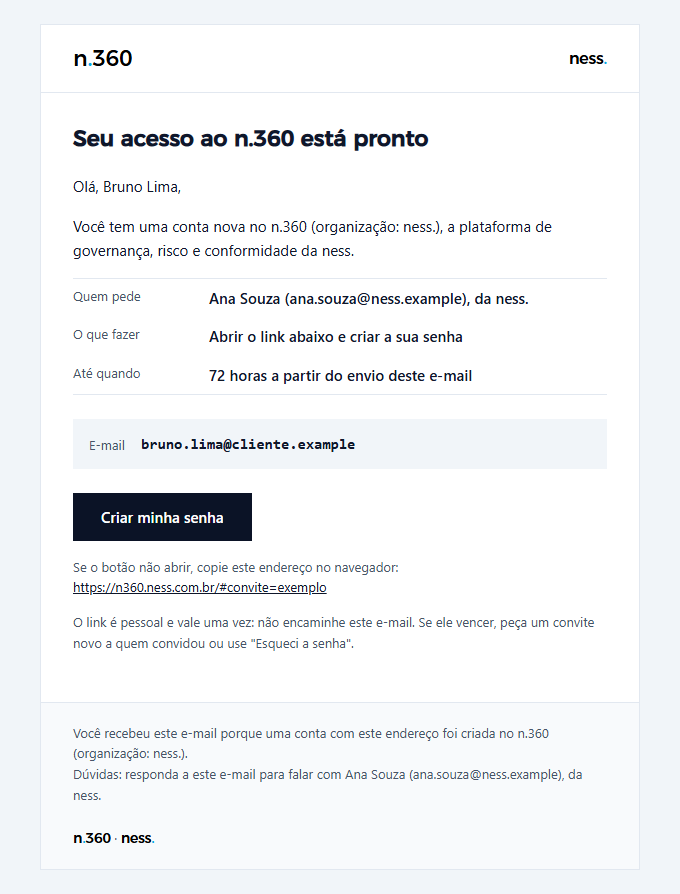 n.360
ness.
Seu acesso ao n.360 está pronto
Olá, Bruno Lima,
Você tem uma conta nova no n.360 (organização: ness.), a plataforma de
governança, risco e conformidade da ness.
Quem pede Ana Souza (ana.souza@ness.example), da ness.
O que fazer Abrir o link abaixo e criar a sua senha
Até quando 72 horas a partir do envio deste e-mail
E-mail bruno.lima@cliente.example
Criar minha senha
Se o botão não abrir, copie este endereço no navegador:
https://n360.ness.com.br/#convite=exemplo
O link é pessoal e vale uma vez: não encaminhe este e-mail. Se ele vencer, peça um convite
novo a quem convidou ou use "Esqueci a senha".
Você recebeu este e-mail porque uma conta com este endereço foi criada no n.360
(organização: ness.).
Dúvidas: responda a este e-mail para falar com Ana Souza (ana.souza@ness.example), da
ness.
n.360 · ness.